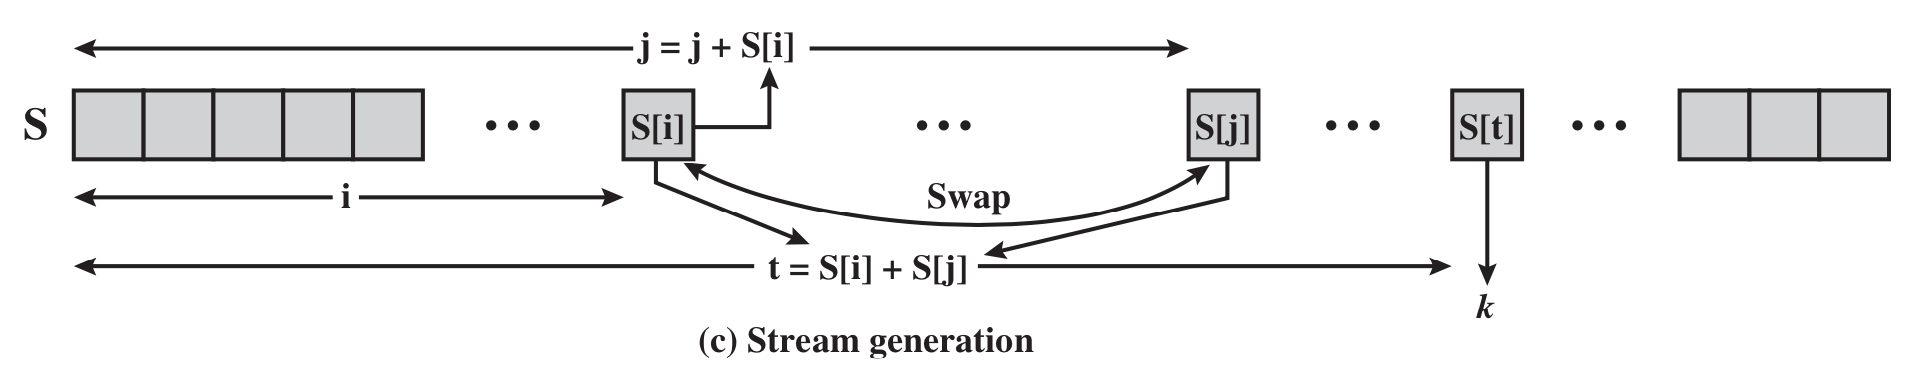 j = j + S[i]
S S[i] ••• ••• S[j] ••• S[t] •••
i
Swap
t = S[i] + S[j]
k
(c) Stream generation